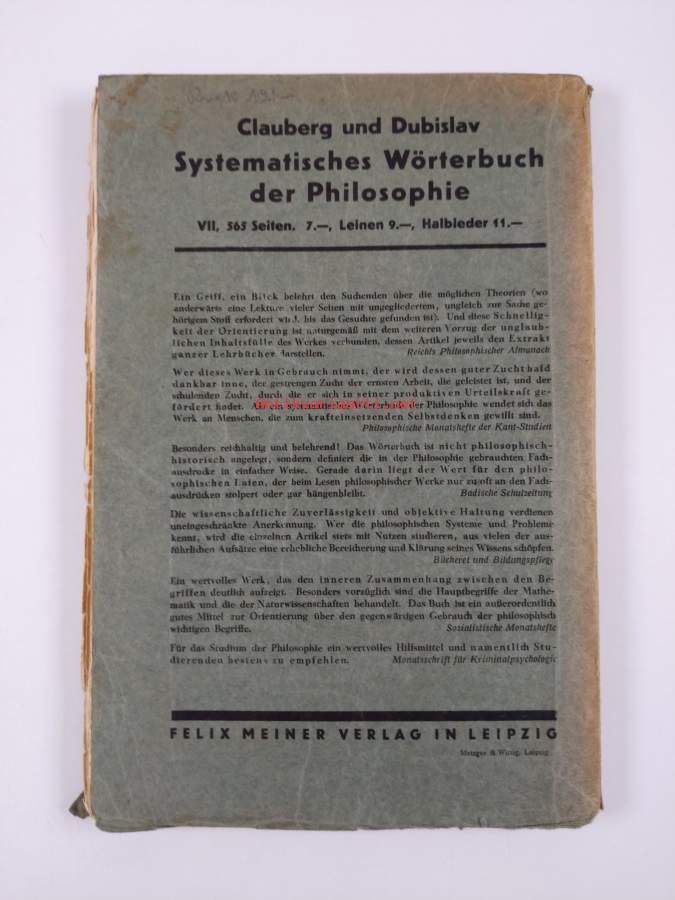 Clauberg und Dubislav
Systematisches Wörterbuch
der Philosophie
VII, 565 Seiten. 7.—, Leinen 9.—, Halbleder 11.—
Ein Griff, ein Blick belehrt den Suchenden über die möglichen Theorien (wo
anderwärts eine Lektüre vieler Seiten mit ungegliedertem, ungleich zur Sache ge-
hörigem Stoff erfordert wird, bis das Gesuchte gefunden ist). Und diese Schnellig-
keit der Orientierung ist naturgemäß mit dem weiteren Vorzug der unglaub-
lichen Inhaltsfülle des Werkes verbunden, dessen Artikel jeweils den Extrakt
ganzer Lehrbücher darstellen. Reichls Philosophischer Almanach
Wer dieses Werk in Gebrauch nimmt, der wird dessen guter Zucht bald
dankbar inne, der gestrengen Zucht der ernsten Arbeit, die geleistet ist, und der
schulenden Zucht, durch die er sich in seiner produktiven Urteilskraft ge-
fördert findet. der Philosophie wendet sich das
Werk an Menschen, die zum krafteinsetzenden Selbstdenken gewillt sind.
Philosophische Monatshefte der Kant-Studien
Besonders reichhaltig und belehrend! Das Wörterbuch ist nicht philosophisch-
historisch angelegt, sondern definiert die in der Philosophie gebrauchten Fach-
ausdrücke in einfacher Weise. Gerade darin liegt der Wert für den philo-
sophischen Laien, der beim Lesen philosophischer Werke nur zu oft an den Fach-
ausdrücken stolpert oder gar hängenbleibt. Badische Schulzeitung
Die wissenschaftliche Zuverlässigkeit und objektive Haltung verdienen
uneingeschränkte Anerkennung. Wer die philosophischen Systeme und Probleme
kennt, wird die einzelnen Artikel stets mit Nutzen studieren, aus vielen der aus-
führlichen Aufsätze eine erhebliche Bereicherung und Klärung seines Wissens schöpfen.
Bücherei und Bildungspflege
Ein wertvolles Werk, das den inneren Zusammenhang zwischen den Be-
griffen deutlich aufzeigt. Besonders vorzüglich sind die Hauptbegriffe der Mathe-
matik und die der Naturwissenschaften behandelt. Das Buch ist ein außerordentlich
gutes Mittel zur Orientierung über den gegenwärtigen Gebrauch der philosophisch
wichtigen Begriffe. Sozialistische Monatshefte
Für das Studium der Philosophie ein wertvolles Hilfsmittel und namentlich Stu-
dierenden bestens zu empfehlen. Monatsschrift für Kriminalpsychologie
FELIX MEINER VERLAG IN LEIPZIG
Metzger & Wittig, Leipzig